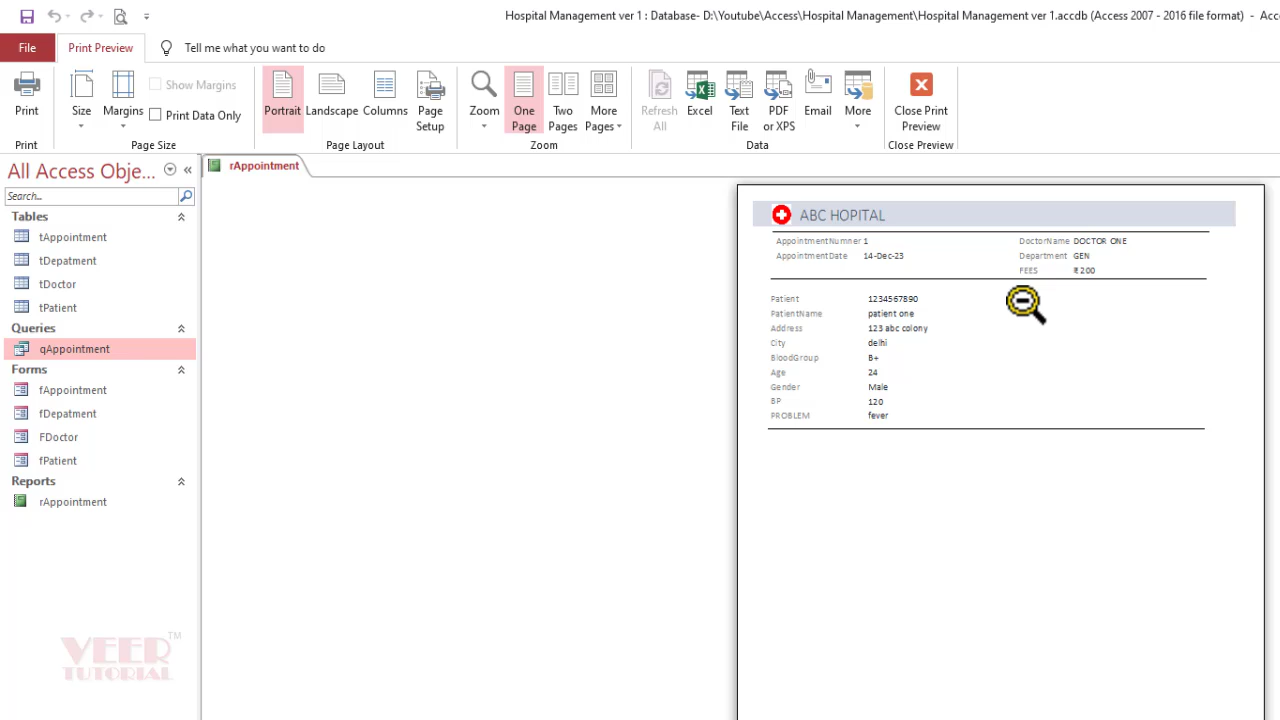 Hospital Management ver 1 : Database- D:\Youtube\Access\Hospital Management\Hospital Management ver 1.accdb (Access 2007 - 2016 file format) - Acc
File Print Preview Tell me what you want to do
Print
Size
Margins
Show Margins
Print Data Only
Portrait
Landscape
Columns
Page Setup
Zoom
One Page
Two Pages
More Pages
Refresh All
Excel
Text File
PDF or XPS
Email
More
Close Print Preview
Print Page Size Page Layout Zoom Data Close Preview
All Access Obje...
Search...
Tables
tAppointment
tDepatment
tDoctor
tPatient
Queries
qAppointment
Forms
fAppointment
fDepatment
FDoctor
fPatient
Reports
rAppointment
VEER TM
TUTORIAL
rAppointment
ABC HOPITAL
AppointmentNumner 1 DoctorName DOCTOR ONE
AppointmentDate 14-Dec-23 Department GEN
FEES ₹ 200
Patient 1234567890
PatientName patient one
Address 123 abc colony
City delhi
BloodGroup B+
Age 24
Gender Male
BP 120
PROBLEM fever